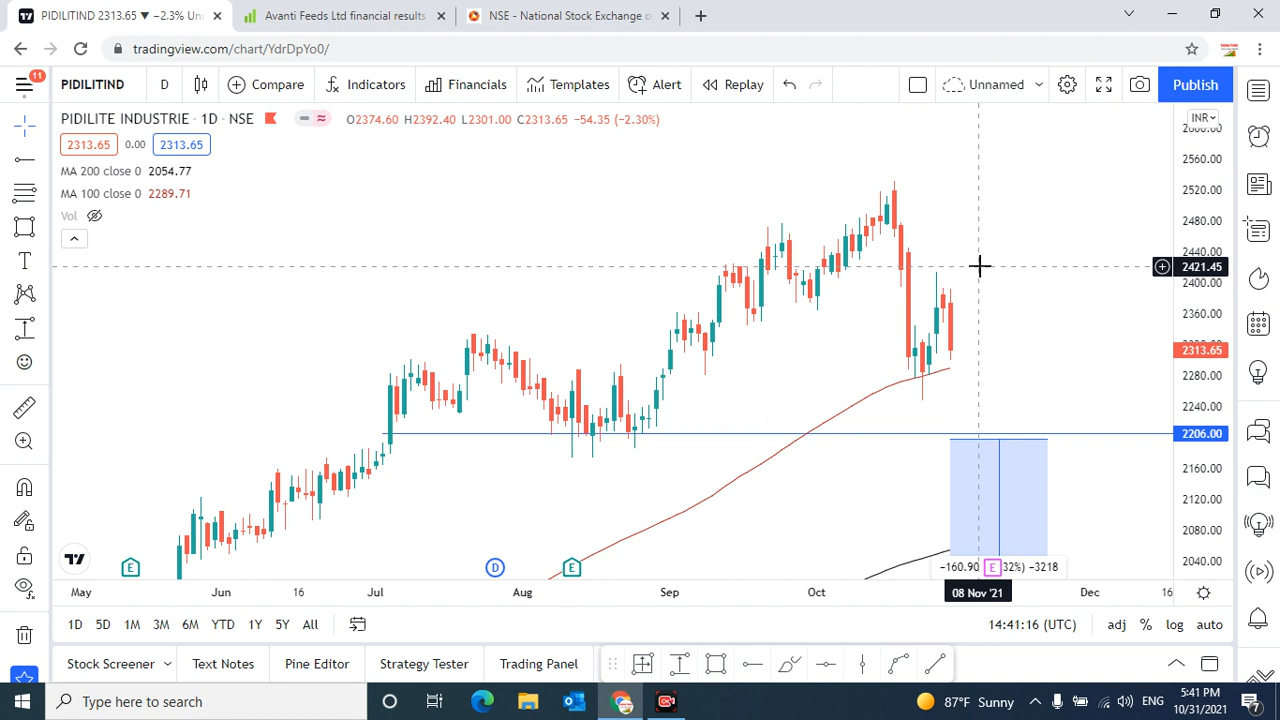 PIDILITIND 2313.65 ▼ −2.3% Unn
Avanti Feeds Ltd financial results
NSE - National Stock Exchange o
tradingview.com/chart/YdrDpYo0/
11
PIDILITIND
D
Compare
Indicators
Financials
Templates
Alert
Replay
Unnamed
Publish
PIDILITE INDUSTRIE · 1D · NSE
O2374.60 H2392.40 L2301.00 C2313.65 −54.35 (−2.30%)
INR
2313.65 0.00 2313.65
MA 200 close 0 2054.77
MA 100 close 0 2289.71
Vol
2600.00
2560.00
2520.00
2480.00
2440.00
2421.45
2400.00
2360.00
2313.65
2280.00
2240.00
2206.00
2160.00
2120.00
2080.00
2040.00
E
D
E
−160.90 E 32%) −3218
May Jun 16 Jul Aug Sep Oct 08 Nov '21 Dec 16
1D 5D 1M 3M 6M YTD 1Y 5Y All
14:41:16 (UTC) adj % log auto
Stock Screener Text Notes Pine Editor Strategy Tester Trading Panel
Type here to search
87°F Sunny
ENG
5:41 PM
10/31/2021
7